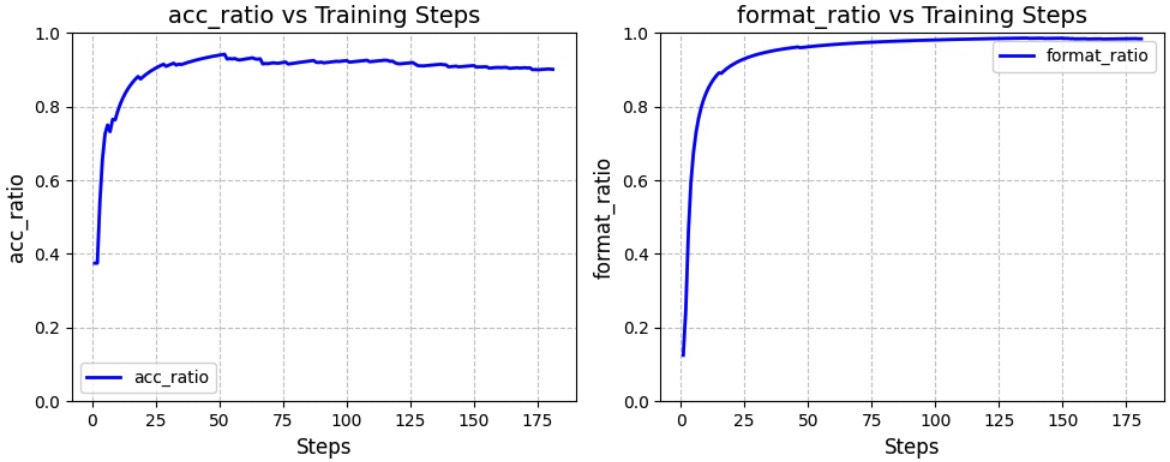 acc_ratio vs Training Steps
1.0
0.8
0.6
0.4
0.2
0.0
acc_ratio
acc_ratio
0 25 50 75 100 125 150 175
Steps
format_ratio vs Training Steps
1.0
0.8
0.6
0.4
0.2
0.0
format_ratio
format_ratio
0 25 50 75 100 125 150 175
Steps